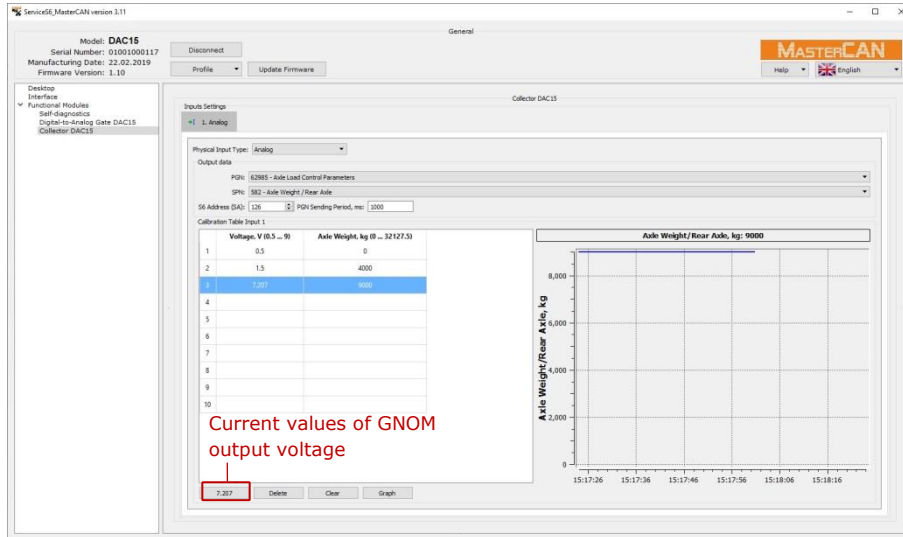 ServiceS6_MasterCAN version 3.11
General
Model: DAC15
Serial Number: 01001000117
Manufacturing Date: 22.02.2019
Firmware Version: 1.10
Disconnect
Profile
Update Firmware
MASTERCAN
Help
English
Desktop
Interface
Functional Modules
Self-diagnostics
Digital-to-Analog Gate DAC15
Collector DAC15
Collector DAC15
Inputs Settings
1. Analog
Physical Input Type: Analog
Output data
PGN: 62985 - Axle Load Control Parameters
SPN: 582 - Axle Weight / Rear Axle
S6 Address (SA): 126 PGN Sending Period, ms: 1000
Calibration Table Input 1
Voltage, V (0.5 ... 9) Axle Weight, kg (0 ... 32127.5)
1 0.5 0
2 1.5 4000
3 7.207 9000
4
5
6
7
8
9
10
Current values of GNOM
output voltage
7.207 Delete Clear Graph
Axle Weight/Rear Axle, kg: 9000
Axle Weight/Rear Axle, kg
8,000
6,000
4,000
2,000
0
15:17:26 15:17:36 15:17:46 15:17:56 15:18:06 15:18:16